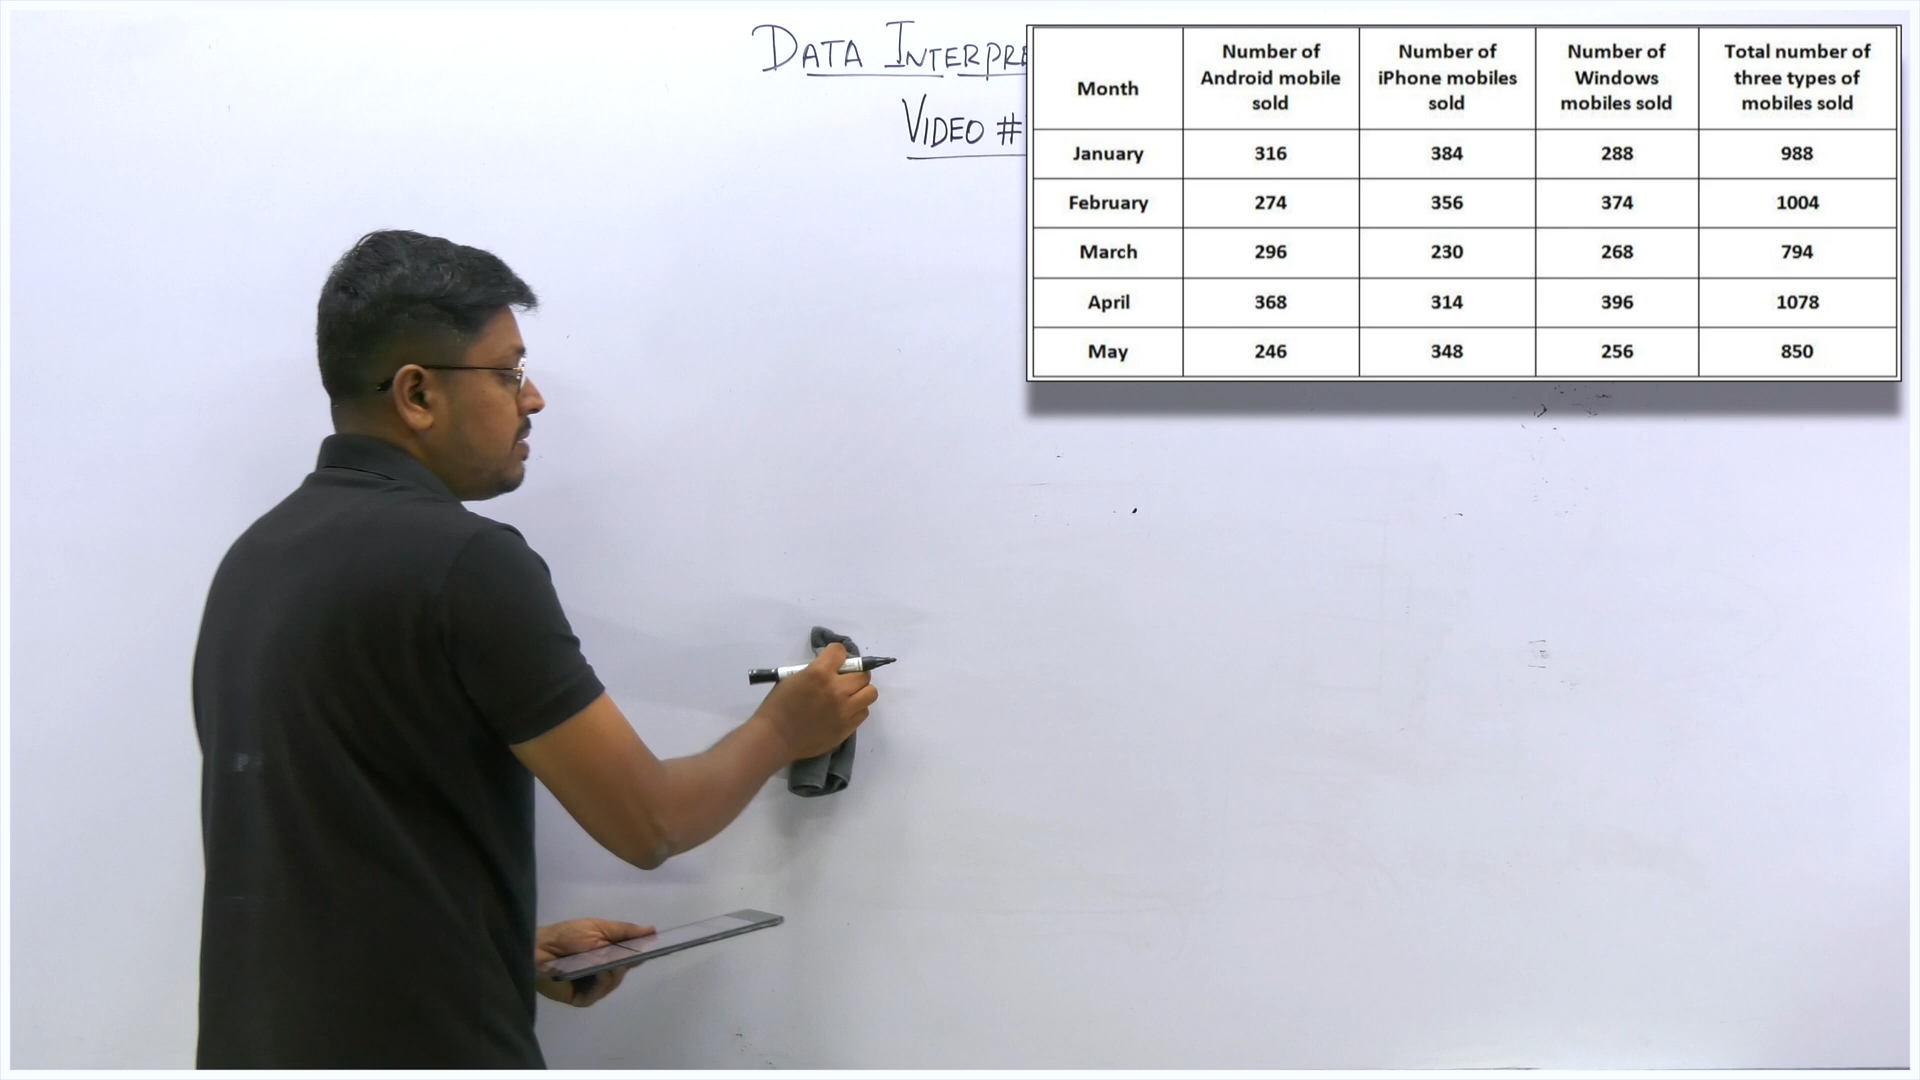 DATA INTERPRE
VIDEO #
Month | Number of Android mobile sold | Number of iPhone mobiles sold | Number of Windows mobiles sold | Total number of three types of mobiles sold
January | 316 | 384 | 288 | 988
February | 274 | 356 | 374 | 1004
March | 296 | 230 | 268 | 794
April | 368 | 314 | 396 | 1078
May | 246 | 348 | 256 | 850